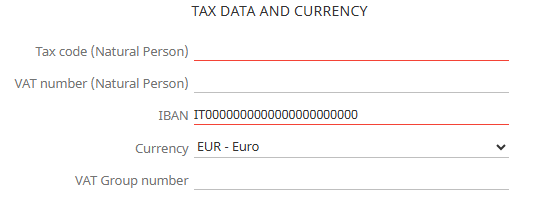 TAX DATA AND CURRENCY
Tax code (Natural Person)
VAT number (Natural Person)
IBAN IT0000000000000000000000
Currency EUR - Euro
VAT Group number